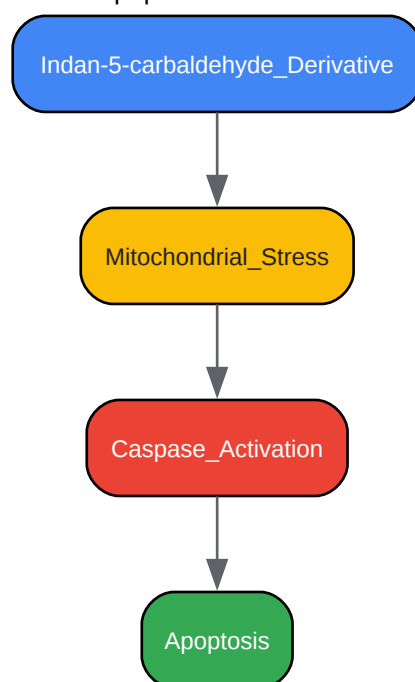 Indan-5-carbaldehyde_Derivative
Mitochondrial_Stress
Caspase_Activation
Apoptosis